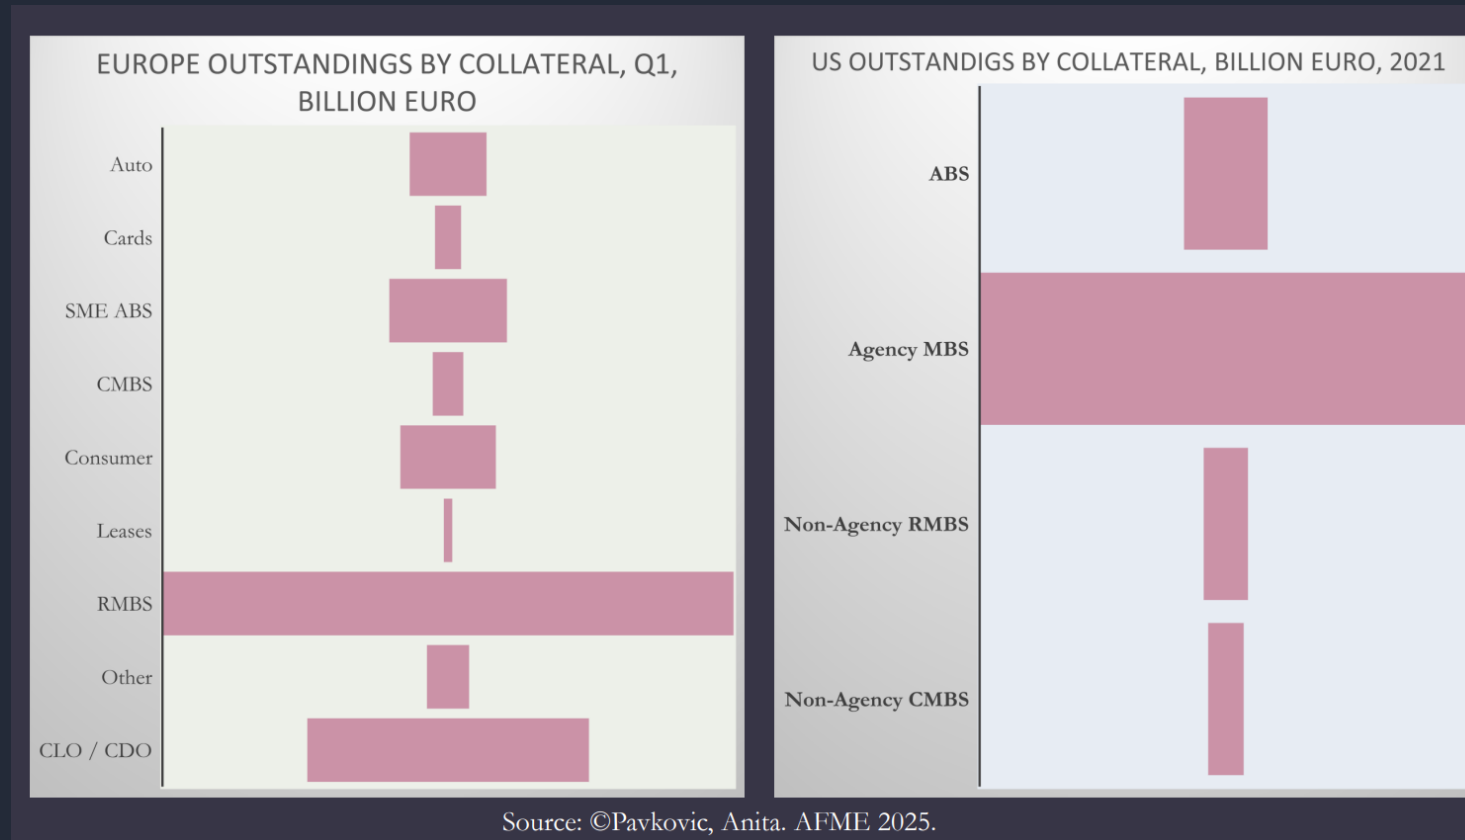 EUROPE OUTSTANDINGS BY COLLATERAL, Q1,
BILLION EURO
Auto
Cards
SME ABS
CMBS
Consumer
Leases
RMBS
Other
CLO / CDO
US OUTSTANDIGS BY COLLATERAL, BILLION EURO, 2021
ABS
Agency MBS
Non-Agency RMBS
Non-Agency CMBS
Source: ©Pavkovic, Anita. AFME 2025.